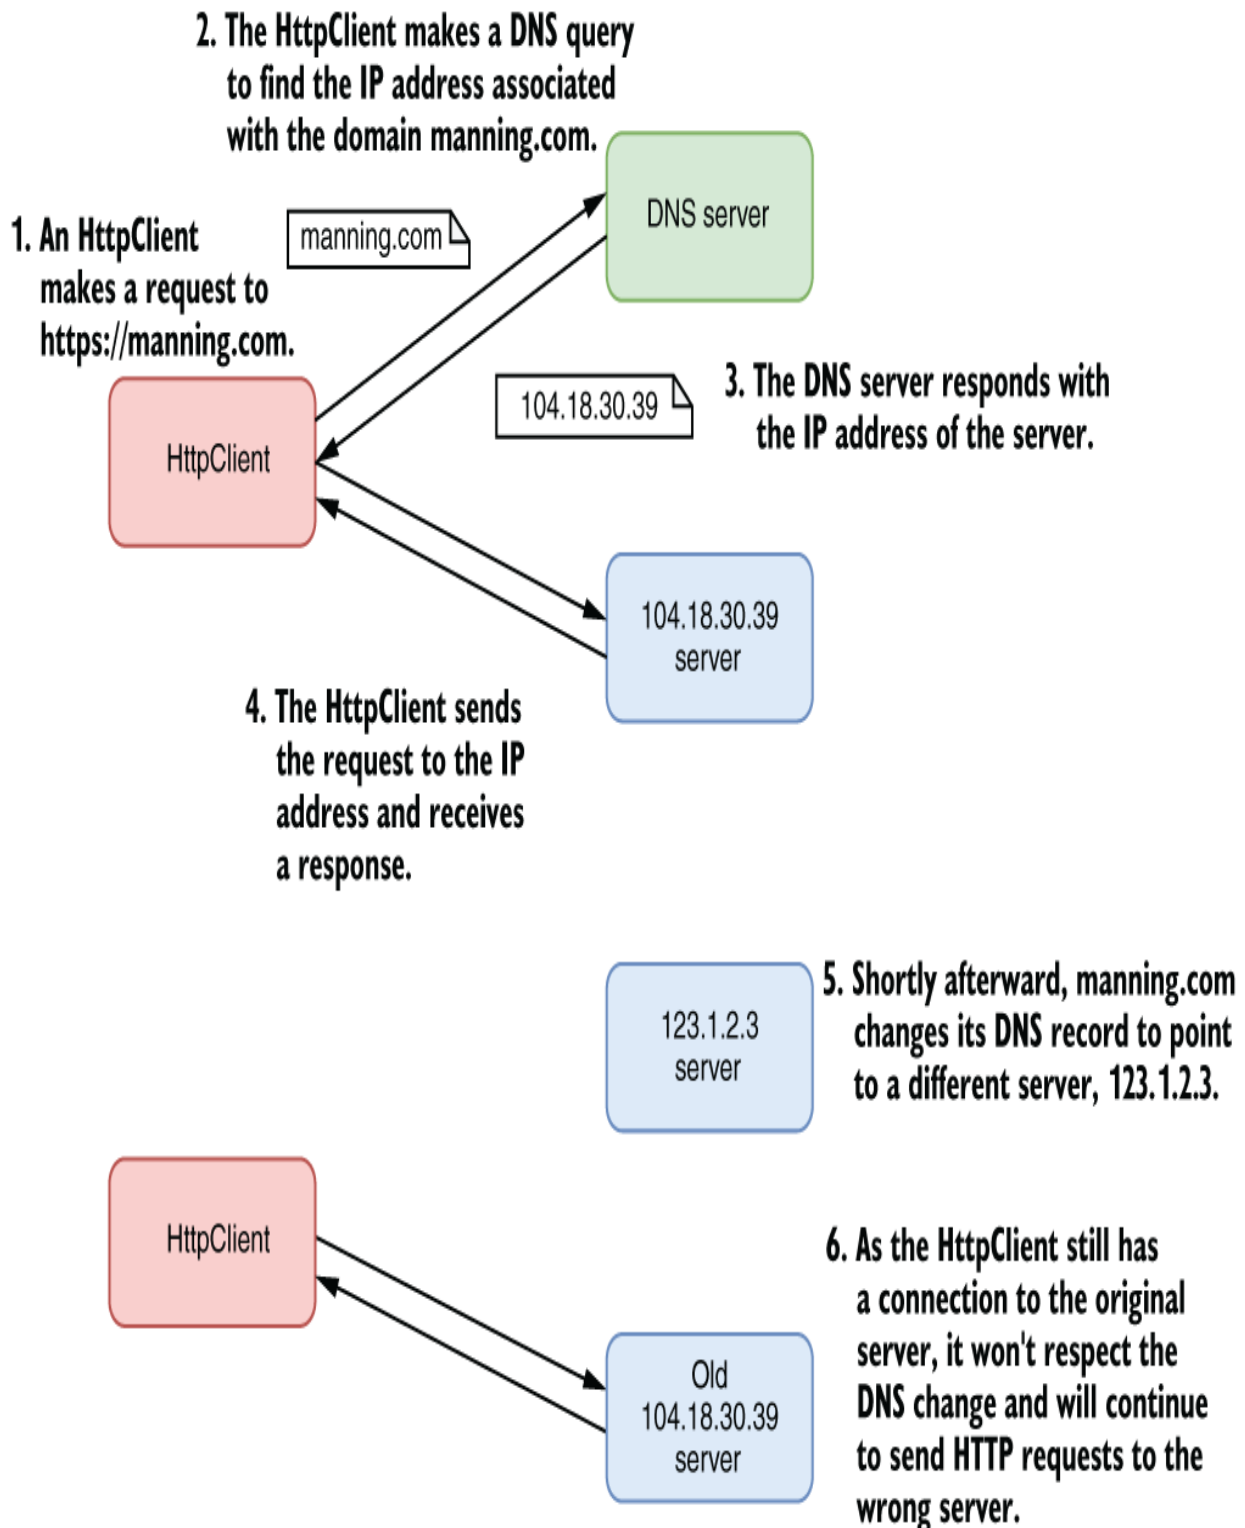 2. The HttpClient makes a DNS query
to find the IP address associated
with the domain manning.com.
DNS server
1. An HttpClient
makes a request to
https://manning.com.
manning.com
104.18.30.39
3. The DNS server responds with
the IP address of the server.
HttpClient
104.18.30.39
server
4. The HttpClient sends
the request to the IP
address and receives
a response.
123.1.2.3
server
5. Shortly afterward, manning.com
changes its DNS record to point
to a different server, 123.1.2.3.
HttpClient
Old
104.18.30.39
server
6. As the HttpClient still has
a connection to the original
server, it won't respect the
DNS change and will continue
to send HTTP requests to the
wrong server.